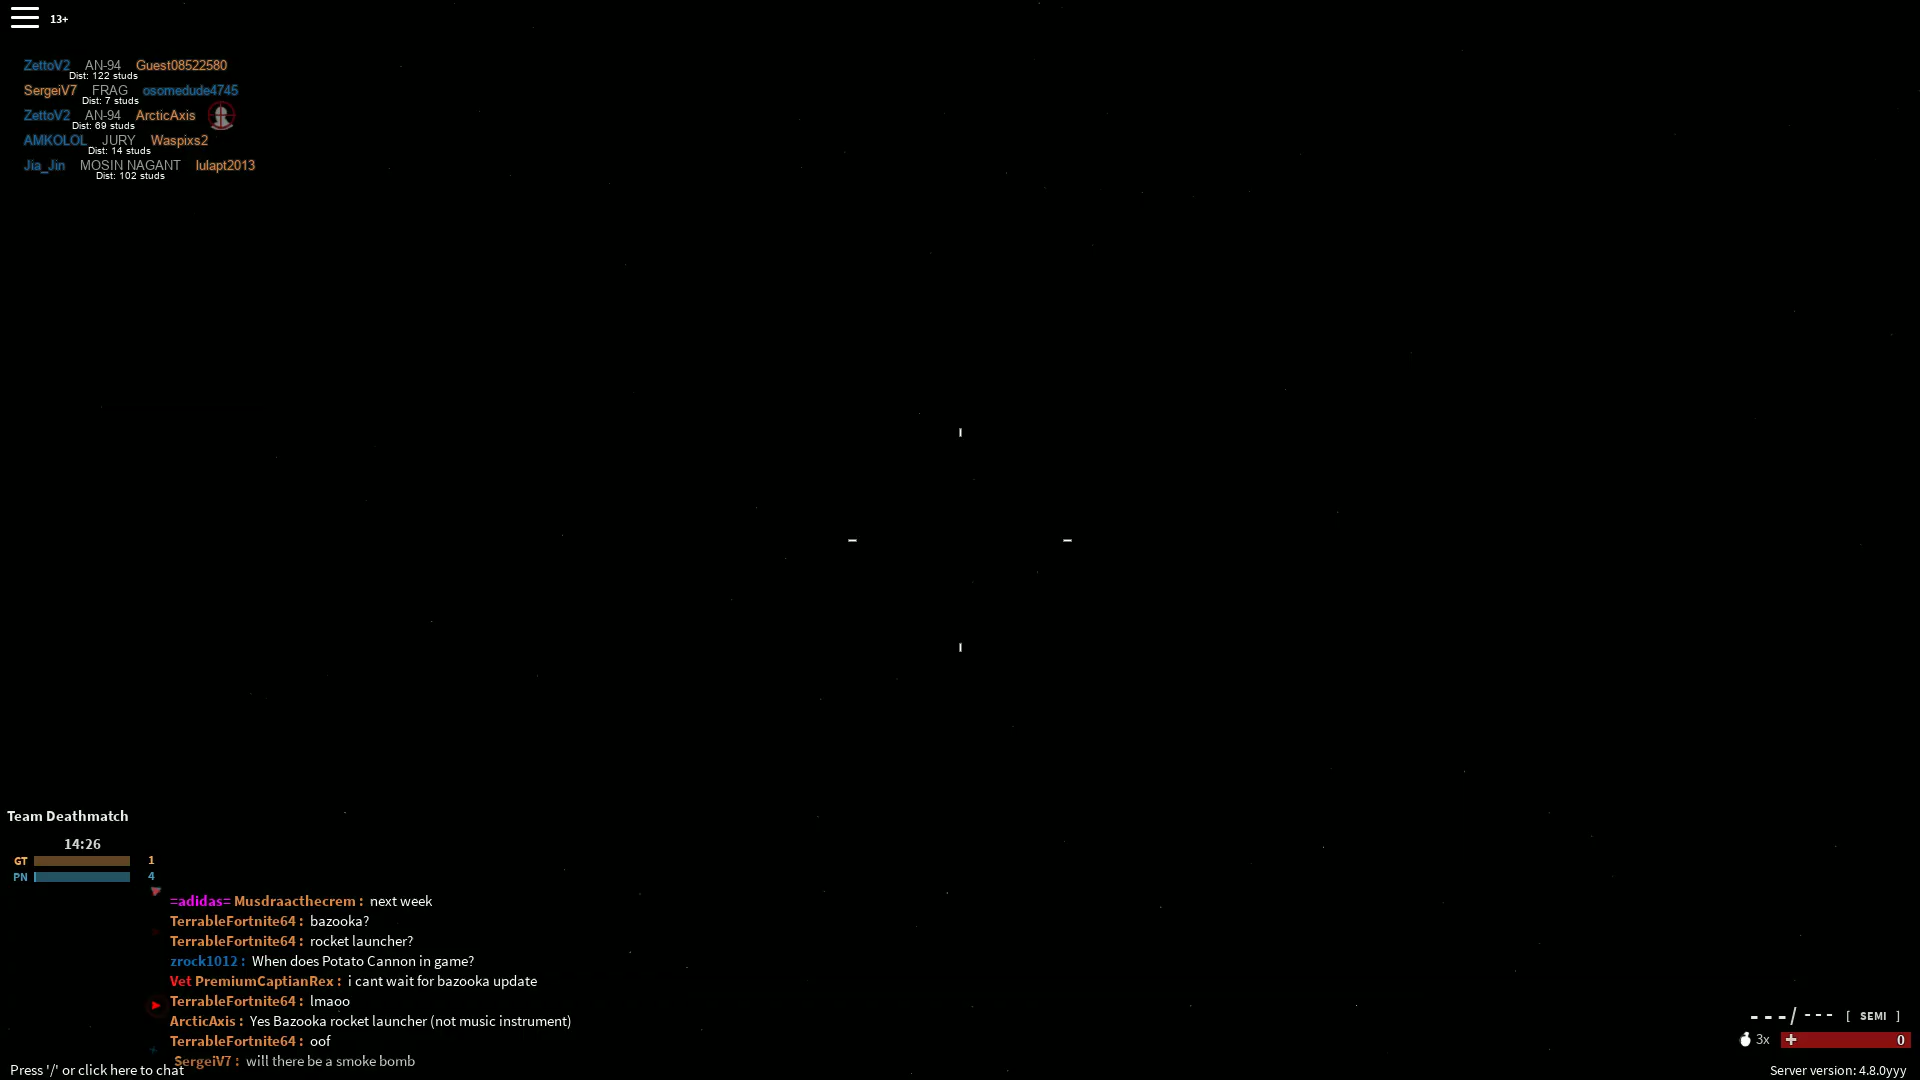 13+
ZettoV2 AN-94 Guest08522580
Dist: 122 studs
SergeiV7 FRAG osomedude4745
Dist: 7 studs
ZettoV2 AN-94 ArcticAxis
Dist: 69 studs
AMKOLOL JURY Waspixs2
Dist: 14 studs
Jia_Jin MOSIN NAGANT lulapt2013
Dist: 102 studs
Team Deathmatch
14:26
GT 1
PN 4
=adidas= Musdraacthecrem : next week
TerrableFortnite64 : bazooka?
TerrableFortnite64 : rocket launcher?
zrock1012 : When does Potato Cannon in game?
Vet PremiumCaptianRex : i cant wait for bazooka update
TerrableFortnite64 : lmaoo
ArcticAxis : Yes Bazooka rocket launcher (not music instrument)
TerrableFortnite64 : oof
SergeiV7 : will there be a smoke bomb
Press '/' or click here to chat
---/--- [ SEMI ]
3x 0
Server version: 4.8.0yyy